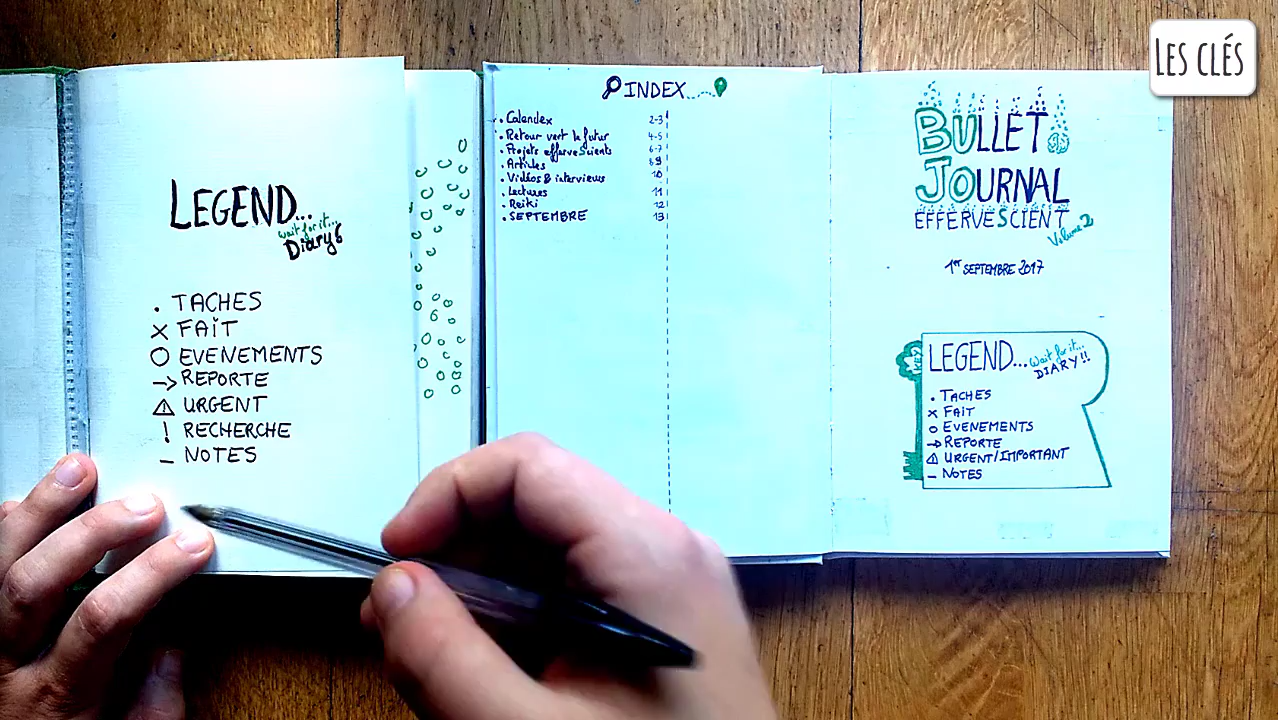 LES CLÉS
LEGEND...
wait for it...
Diary6
. TACHES
X FAIT
O EVENEMENTS
→ REPORTE
⚠ URGENT
! RECHERCHE
– NOTES
INDEX
. Calendex 2-3
. Retour vert le futur 4-5
. Projets efferveScients 6-7
. Articles 8-9
. Vidéos & interviews 10
. Lectures 11
. Reiki 12
. SEPTEMBRE 13
BULLET
JOURNAL
EFFERVESCIENT
Volume 2
1er SEPTEMBRE 2017
KEY
LEGEND...
Wait for it...
DIARY!!
. TACHES
X FAIT
O EVENEMENTS
→ REPORTE
⚠ URGENT/IMPORTANT
– NOTES